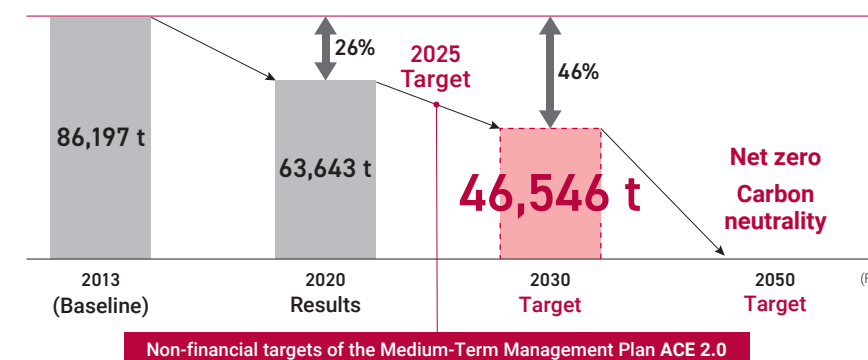 26%
2025
Target
46%
86,197 t
63,643 t
46,546 t
Net zero
Carbon
neutrality
2013
(Baseline)
2020
Results
2030
Target
2050
Target
Non-financial targets of the Medium-Term Management Plan ACE 2.0